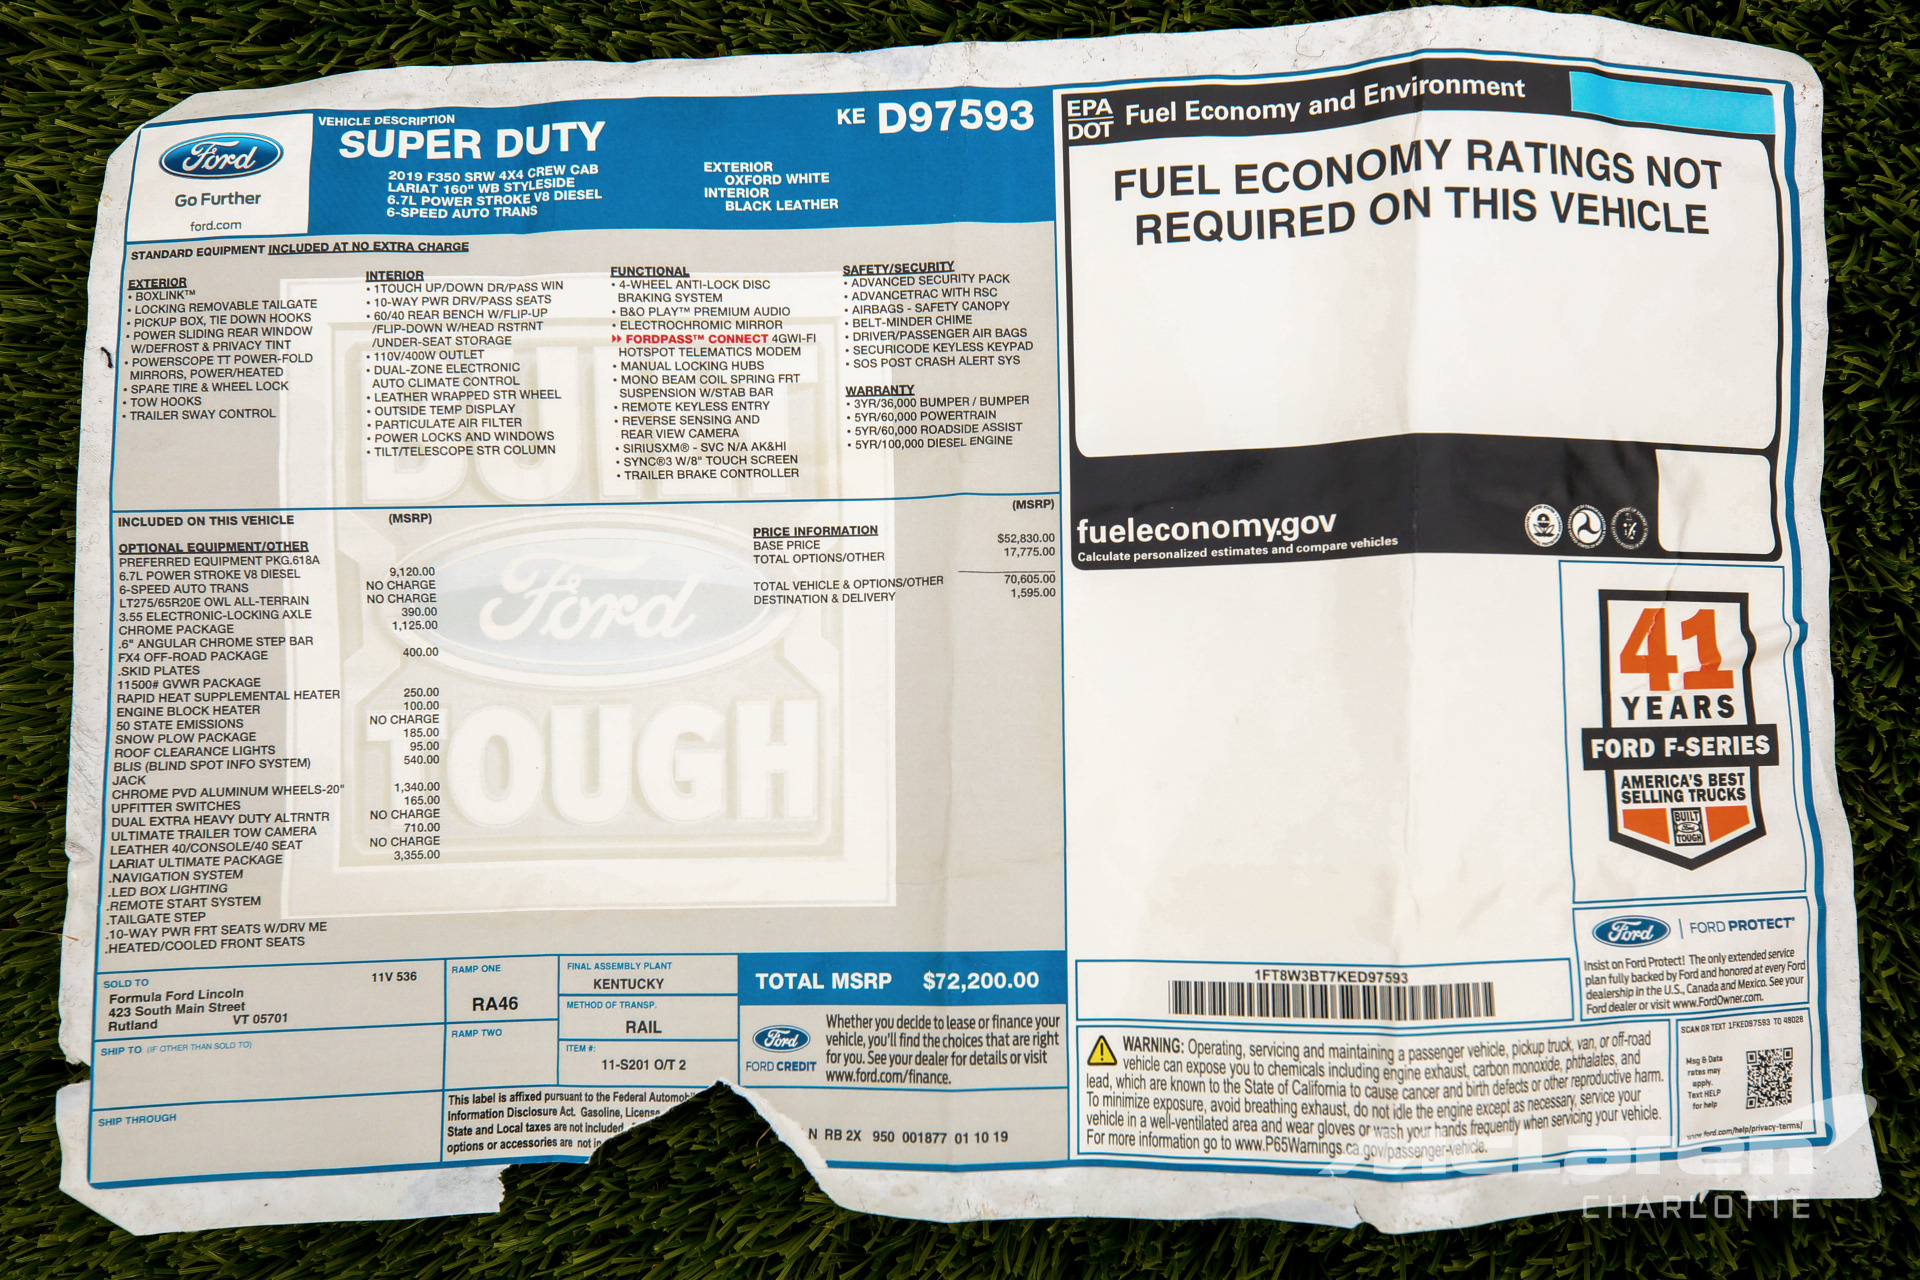 Ford
Go Further
ford.com
VEHICLE DESCRIPTION
SUPER DUTY
2019 F350 SRW 4X4 CREW CAB
LARIAT 160" WB STYLESIDE
6.7L POWER STROKE V8 DIESEL
6-SPEED AUTO TRANS
EXTERIOR
OXFORD WHITE
INTERIOR
BLACK LEATHER
KE D97593
STANDARD EQUIPMENT INCLUDED AT NO EXTRA CHARGE
EXTERIOR
• BOXLINK™
• LOCKING REMOVABLE TAILGATE
• PICKUP BOX, TIE DOWN HOOKS
• POWER SLIDING REAR WINDOW
W/DEFROST & PRIVACY TINT
• POWERSCOPE TT POWER-FOLD
MIRRORS, POWER/HEATED
• SPARE TIRE & WHEEL LOCK
• TOW HOOKS
• TRAILER SWAY CONTROL
INTERIOR
• 1TOUCH UP/DOWN DR/PASS WIN
• 10-WAY PWR DRV/PASS SEATS
• 60/40 REAR BENCH W/FLIP-UP
/FLIP-DOWN W/HEAD RSTRNT
/UNDER-SEAT STORAGE
• 110V/400W OUTLET
• DUAL-ZONE ELECTRONIC
AUTO CLIMATE CONTROL
• LEATHER WRAPPED STR WHEEL
• OUTSIDE TEMP DISPLAY
• PARTICULATE AIR FILTER
• POWER LOCKS AND WINDOWS
• TILT/TELESCOPE STR COLUMN
FUNCTIONAL
• 4-WHEEL ANTI-LOCK DISC
BRAKING SYSTEM
• B&O PLAY™ PREMIUM AUDIO
• ELECTROCHROMIC MIRROR
FORDPASS™ CONNECT 4GWI-FI
HOTSPOT TELEMATICS MODEM
• MANUAL LOCKING HUBS
• MONO BEAM COIL SPRING FRT
SUSPENSION W/STAB BAR
• REMOTE KEYLESS ENTRY
• REVERSE SENSING AND
REAR VIEW CAMERA
• SIRIUSXM® - SVC N/A AK&HI
• SYNC®3 W/8" TOUCH SCREEN
• TRAILER BRAKE CONTROLLER
SAFETY/SECURITY
• ADVANCED SECURITY PACK
• ADVANCETRAC WITH RSC
• AIRBAGS - SAFETY CANOPY
• BELT-MINDER CHIME
• DRIVER/PASSENGER AIR BAGS
• SECURICODE KEYLESS KEYPAD
• SOS POST CRASH ALERT SYS
WARRANTY
• 3YR/36,000 BUMPER / BUMPER
• 5YR/60,000 POWERTRAIN
• 5YR/60,000 ROADSIDE ASSIST
• 5YR/100,000 DIESEL ENGINE
BUILT
Ford
TOUGH
INCLUDED ON THIS VEHICLE (MSRP)
OPTIONAL EQUIPMENT/OTHER
PREFERRED EQUIPMENT PKG.618A
6.7L POWER STROKE V8 DIESEL 9,120.00
6-SPEED AUTO TRANS NO CHARGE
LT275/65R20E OWL ALL-TERRAIN NO CHARGE
3.55 ELECTRONIC-LOCKING AXLE 390.00
CHROME PACKAGE 1,125.00
.6" ANGULAR CHROME STEP BAR
FX4 OFF-ROAD PACKAGE 400.00
.SKID PLATES
11500# GVWR PACKAGE
RAPID HEAT SUPPLEMENTAL HEATER 250.00
ENGINE BLOCK HEATER 100.00
50 STATE EMISSIONS NO CHARGE
SNOW PLOW PACKAGE 185.00
ROOF CLEARANCE LIGHTS 95.00
BLIS (BLIND SPOT INFO SYSTEM) 540.00
JACK
CHROME PVD ALUMINUM WHEELS-20" 1,340.00
UPFITTER SWITCHES 165.00
DUAL EXTRA HEAVY DUTY ALTRNTR NO CHARGE
ULTIMATE TRAILER TOW CAMERA 710.00
LEATHER 40/CONSOLE/40 SEAT NO CHARGE
LARIAT ULTIMATE PACKAGE 3,355.00
.NAVIGATION SYSTEM
.LED BOX LIGHTING
.REMOTE START SYSTEM
.TAILGATE STEP
.10-WAY PWR FRT SEATS W/DRV ME
.HEATED/COOLED FRONT SEATS
(MSRP)
PRICE INFORMATION
BASE PRICE $52,830.00
TOTAL OPTIONS/OTHER 17,775.00
TOTAL VEHICLE & OPTIONS/OTHER 70,605.00
DESTINATION & DELIVERY 1,595.00
SOLD TO 11V 536
Formula Ford Lincoln
423 South Main Street
Rutland VT 05701
SHIP TO (IF OTHER THAN SOLD TO)
SHIP THROUGH
RAMP ONE
RA46
RAMP TWO
FINAL ASSEMBLY PLANT
KENTUCKY
METHOD OF TRANSP.
RAIL
ITEM #:
11-S201 O/T 2
This label is affixed pursuant to the Federal Automobi
Information Disclosure Act. Gasoline, License,
State and Local taxes are not included.
options or accessories are not in
TOTAL MSRP $72,200.00
Ford
FORD CREDIT
Whether you decide to lease or finance your
vehicle, you'll find the choices that are right
for you. See your dealer for details or visit
www.ford.com/finance.
N RB 2X 950 001877 01 10 19
EPA
DOT
Fuel Economy and Environment
FUEL ECONOMY RATINGS NOT
REQUIRED ON THIS VEHICLE
fueleconomy.gov
Calculate personalized estimates and compare vehicles
41
YEARS
FORD F-SERIES
AMERICA'S BEST
SELLING TRUCKS
BUILT
Ford
TOUGH
Ford FORD PROTECT
Insist on Ford Protect! The only extended service
plan fully backed by Ford and honored at every Ford
dealership in the U.S., Canada and Mexico. See your
Ford dealer or visit www.FordOwner.com.
1FT8W3BT7KED97593
WARNING: Operating, servicing and maintaining a passenger vehicle, pickup truck, van, or off-road
vehicle can expose you to chemicals including engine exhaust, carbon monoxide, phthalates, and
lead, which are known to the State of California to cause cancer and birth defects or other reproductive harm.
To minimize exposure, avoid breathing exhaust, do not idle the engine except as necessary, service your
vehicle in a well-ventilated area and wear gloves or wash your hands frequently when servicing your vehicle.
For more information go to www.P65Warnings.ca.gov/passenger-vehicle.
SCAN OR TEXT 1FKED97593 TO 48028
Msg & Data
rates may
apply.
Text HELP
for help
www.ford.com/help/privacy-terms/
McLaren
CHARLOTTE